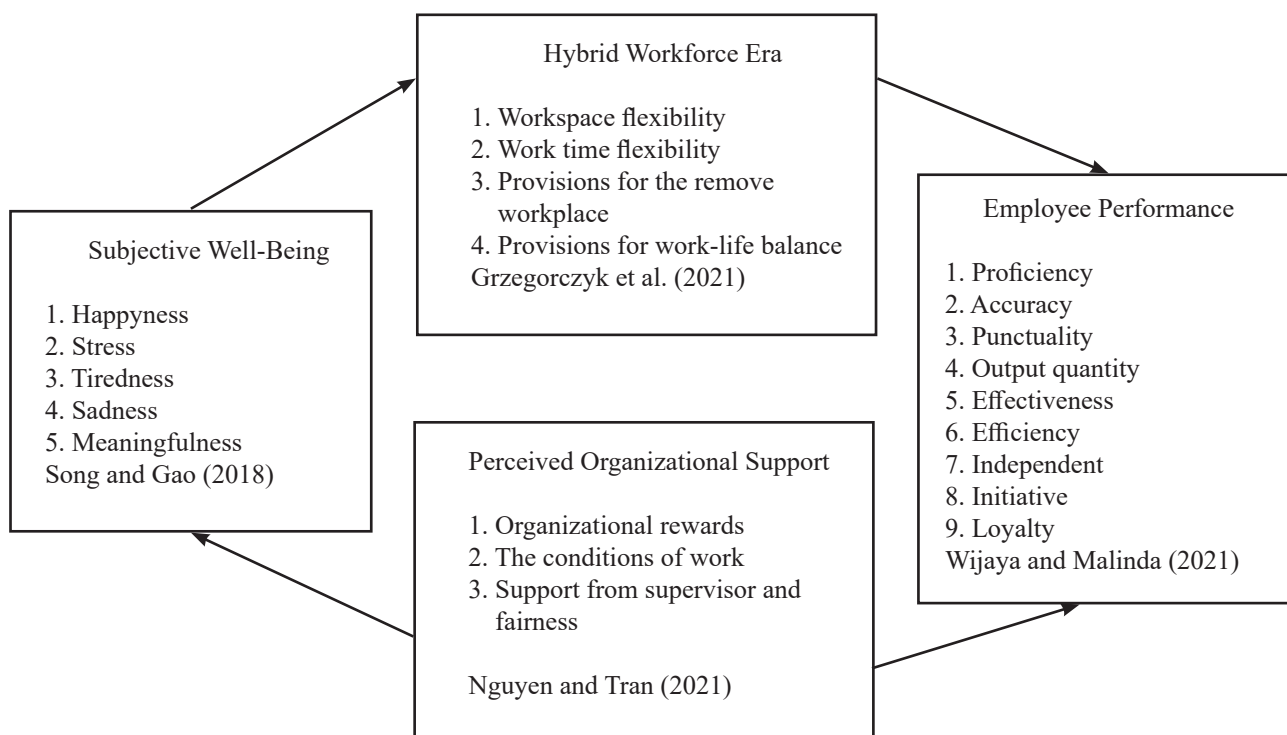 Hybrid Workforce Era
1. Workspace flexibility
2. Work time flexibility
3. Provisions for the remove
workplace
4. Provisions for work-life balance
Grzegorczyk et al. (2021)
Subjective Well-Being
1. Happyness
2. Stress
3. Tiredness
4. Sadness
5. Meaningfulness
Song and Gao (2018)
Perceived Organizational Support
1. Organizational rewards
2. The conditions of work
3. Support from supervisor and
fairness
Nguyen and Tran (2021)
Employee Performance
1. Proficiency
2. Accuracy
3. Punctuality
4. Output quantity
5. Effectiveness
6. Efficiency
7. Independent
8. Initiative
9. Loyalty
Wijaya and Malinda (2021)